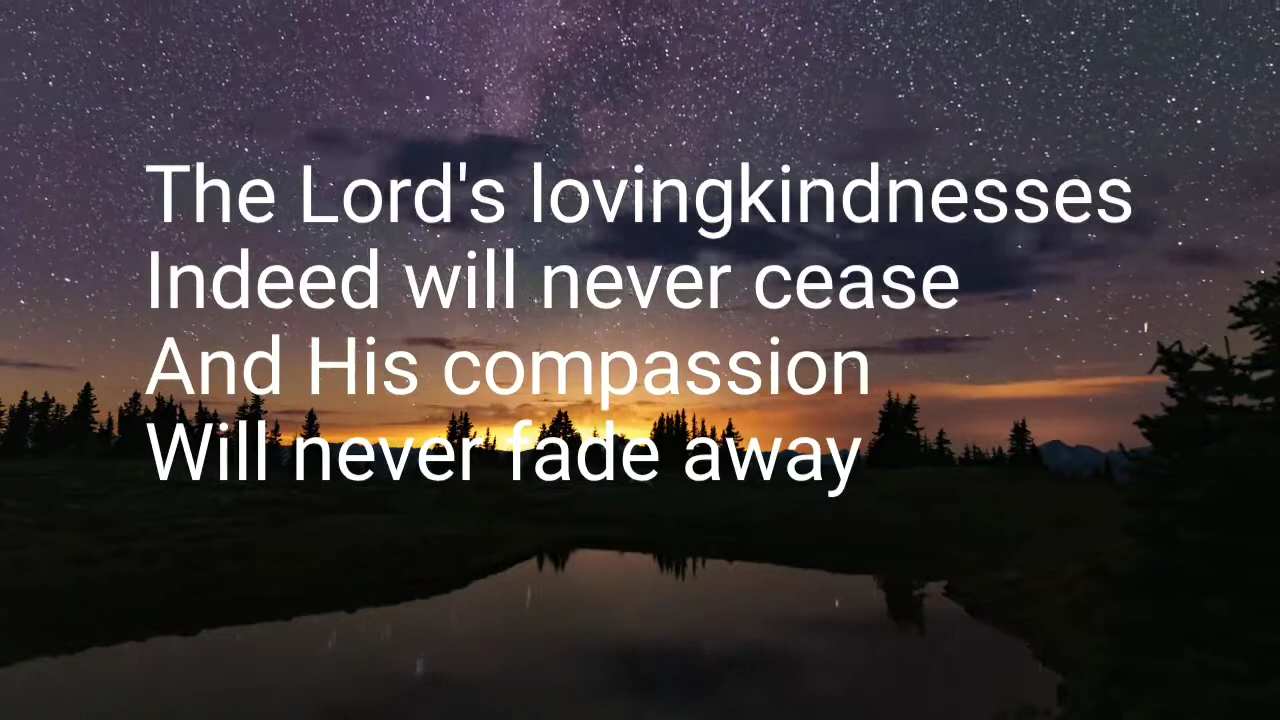 The Lord's lovingkindnesses
Indeed will never cease
And His compassion
Will never fade away